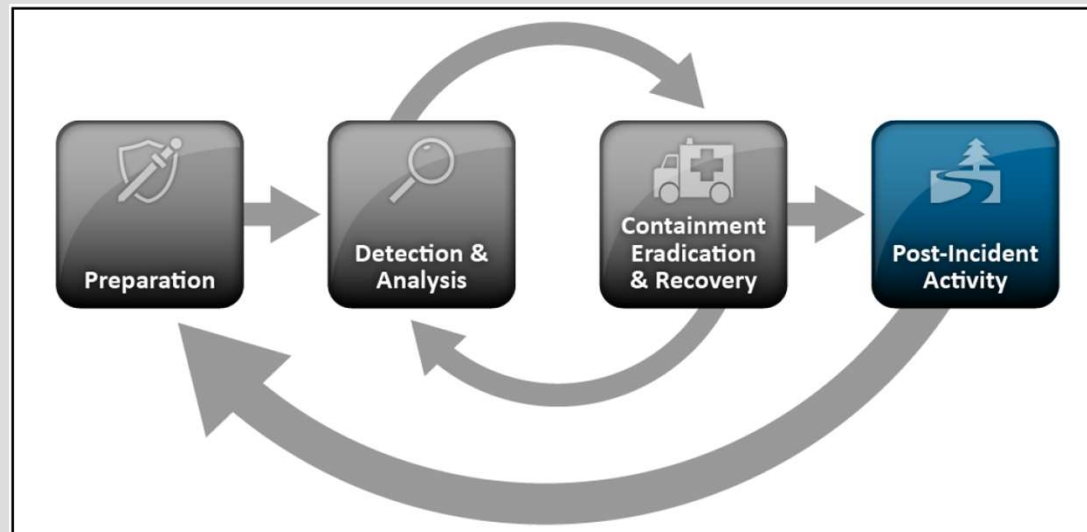 Preparation
Detection &
Analysis
Containment
Eradication
& Recovery
Post-Incident
Activity